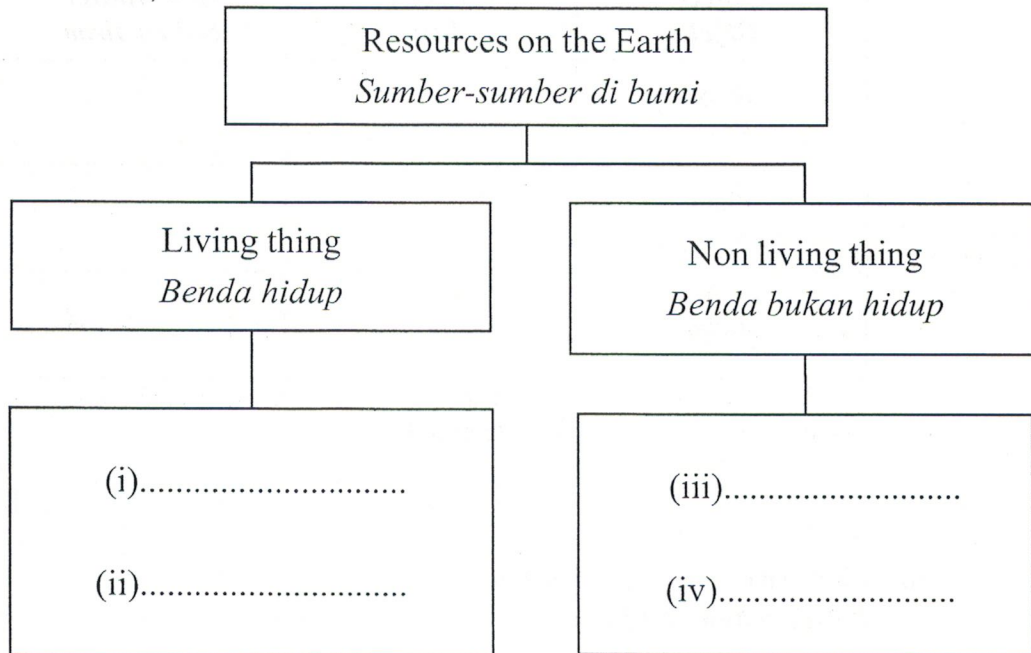 Resources on the Earth
Sumber-sumber di bumi
Living thing
Benda hidup
Non living thing
Benda bukan hidup
(i)..............................
(ii)..............................
(iii)..........................
(iv)..........................